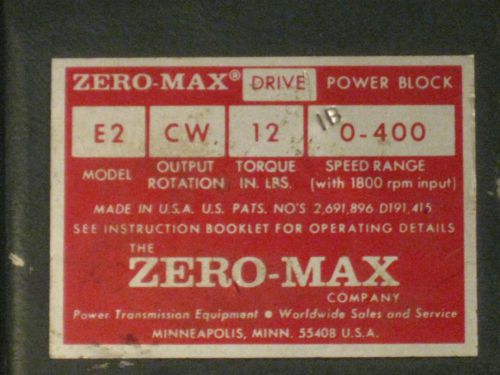 ZERO-MAX® DRIVE POWER BLOCK
E2 CW 12 1B 0-400
MODEL OUTPUT ROTATION TORQUE IN. LBS. SPEED RANGE (with 1800 rpm input)
MADE IN U.S.A. U.S. PATS. NO'S 2,691,896 D191,415
SEE INSTRUCTION BOOKLET FOR OPERATING DETAILS
THE
ZERO-MAX
COMPANY
Power Transmission Equipment • Worldwide Sales and Service
MINNEAPOLIS, MINN. 55408 U.S.A.